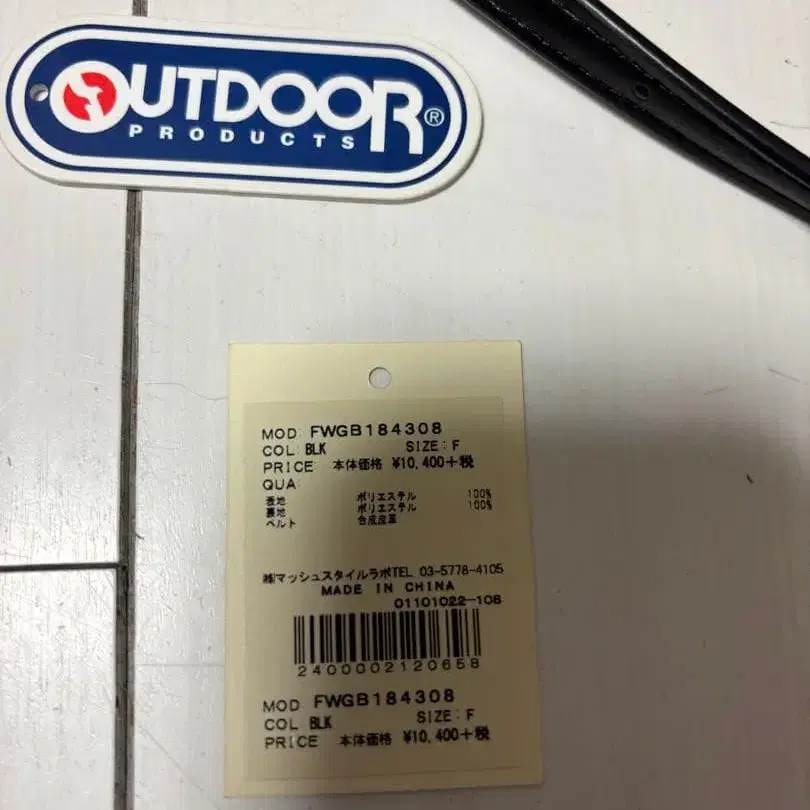 OUTDOOR®
PRODUCTS
MOD: FWGB184308
COL: BLK SIZE: F
PRICE: 本体価格 ¥10,400+税
QUA:
表地 ポリエステル 100%
裏地 ポリエステル 100%
ベルト 合成皮革
㈱マッシュスタイルラボTEL 03-5778-4105
MADE IN CHINA
01101022-108
2400002120658
MOD: FWGB184308
COL: BLK SIZE: F
PRICE: 本体価格 ¥10,400+税